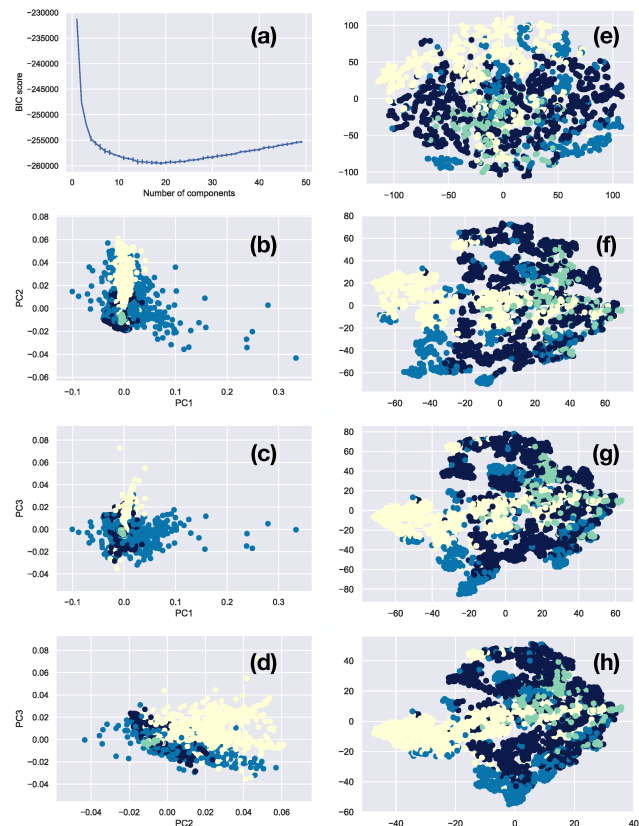 (a)
BIC score
−230000
−235000
−240000
−245000
−250000
−255000
−260000
0 10 20 30 40 50
Number of components
(b)
PC2
0.08
0.06
0.04
0.02
0.00
−0.02
−0.04
−0.06
−0.1 0.0 0.1 0.2 0.3
PC1
(c)
PC3
0.08
0.06
0.04
0.02
0.00
−0.02
−0.04
−0.1 0.0 0.1 0.2 0.3
PC1
(d)
PC3
0.08
0.06
0.04
0.02
0.00
−0.02
−0.04
−0.04 −0.02 0.00 0.02 0.04 0.06
PC2
(e)
100
50
0
−50
−100
−100 −50 0 50 100
(f)
80
60
40
20
0
−20
−40
−60
−60 −40 −20 0 20 40 60
(g)
80
60
40
20
0
−20
−40
−60
−80
−60 −40 −20 0 20 40 60
(h)
40
20
0
−20
−40
−60
−40 −20 0 20 40